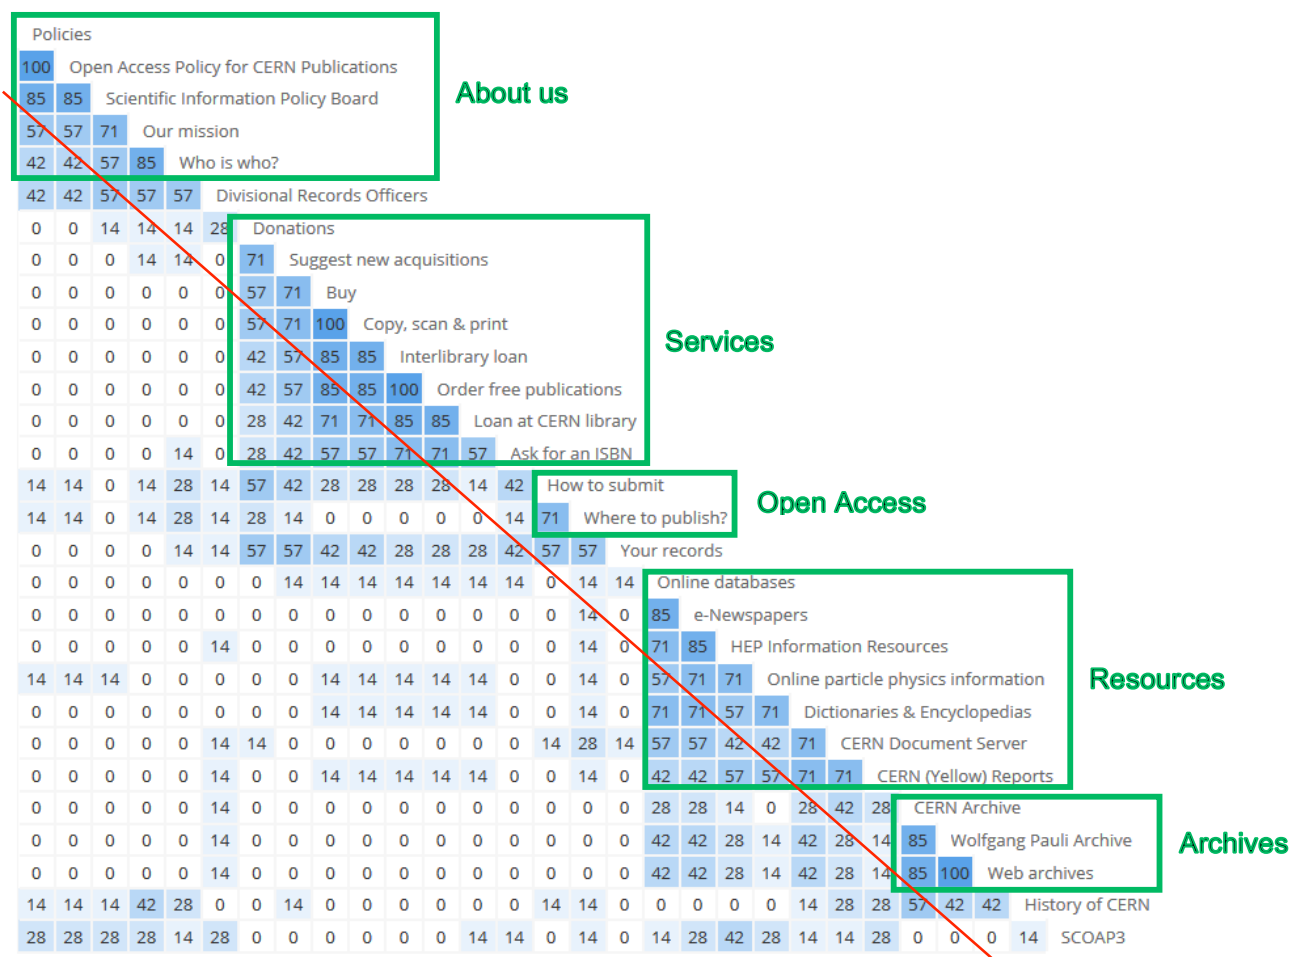 Policies
100 Open Access Policy for CERN Publications
85 85 Scientific Information Policy Board
About us
57 57 71 Our mission
42 42 57 85 Who is who?
42 42 57 57 57 Divisional Records Officers
0 0 14 14 14 28 Donations
0 0 0 14 14 0 71 Suggest new acquisitions
0 0 0 0 0 0 57 71 Buy
0 0 0 0 0 0 57 71 100 Copy, scan & print
Services
0 0 0 0 0 0 42 57 85 85 Interlibrary loan
0 0 0 0 0 0 42 57 85 85 100 Order free publications
0 0 0 0 0 0 28 42 71 71 85 85 Loan at CERN library
0 0 0 0 14 0 28 42 57 57 71 71 57 Ask for an ISBN
14 14 0 14 28 14 57 42 28 28 28 28 14 42 How to submit
Open Access
14 14 0 14 28 14 28 14 0 0 0 0 0 14 71 Where to publish?
0 0 0 0 14 14 57 57 42 42 28 28 28 42 57 57 Your records
0 0 0 0 0 0 0 14 14 14 14 14 14 14 0 14 14 Online databases
0 0 0 0 0 0 0 0 0 0 0 0 0 0 0 14 0 85 e-Newspapers
0 0 0 0 0 14 0 0 0 0 0 0 0 0 0 14 0 71 85 HEP Information Resources
14 14 14 0 0 0 0 0 14 14 14 14 14 0 0 14 0 57 71 71 Online particle physics information
Resources
0 0 0 0 0 0 0 0 14 14 14 14 14 0 0 14 0 71 71 57 71 Dictionaries & Encyclopedias
0 0 0 0 0 14 14 0 0 0 0 0 0 0 14 28 14 57 57 42 42 71 CERN Document Server
0 0 0 0 0 14 0 0 14 14 14 14 14 0 0 14 0 42 42 57 57 71 71 CERN (Yellow) Reports
0 0 0 0 0 14 0 0 0 0 0 0 0 0 0 0 0 28 28 14 0 28 42 28 CERN Archive
0 0 0 0 0 14 0 0 0 0 0 0 0 0 0 0 0 42 42 28 14 42 28 14 85 Wolfgang Pauli Archive
Archives
0 0 0 0 0 14 0 0 0 0 0 0 0 0 0 0 0 42 42 28 14 42 28 14 85 100 Web archives
14 14 14 42 28 0 0 14 0 0 0 0 0 0 14 14 0 0 0 0 0 14 28 28 57 42 42 History of CERN
28 28 28 28 14 28 0 0 0 0 0 0 14 14 0 14 0 14 28 42 28 14 14 28 0 0 0 14 SCOAP3